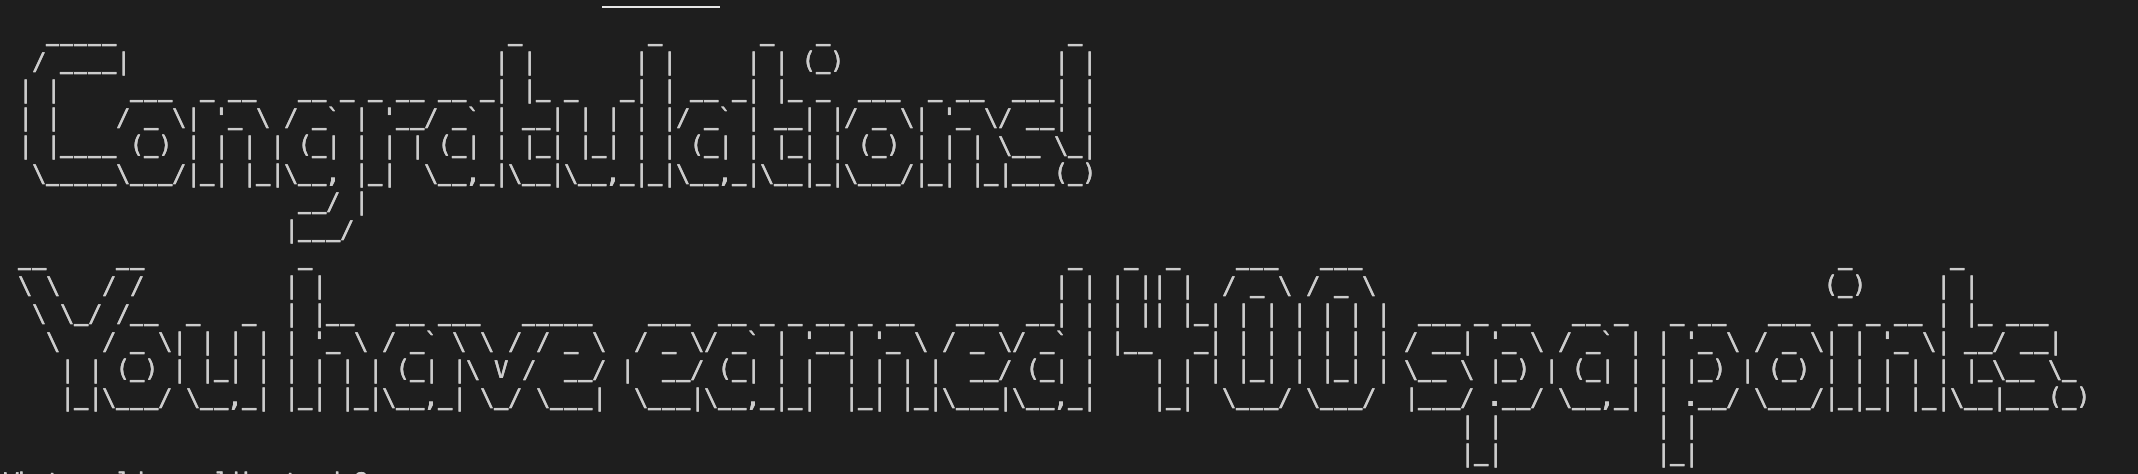 Congratulations!
You have earned 400 spa points.